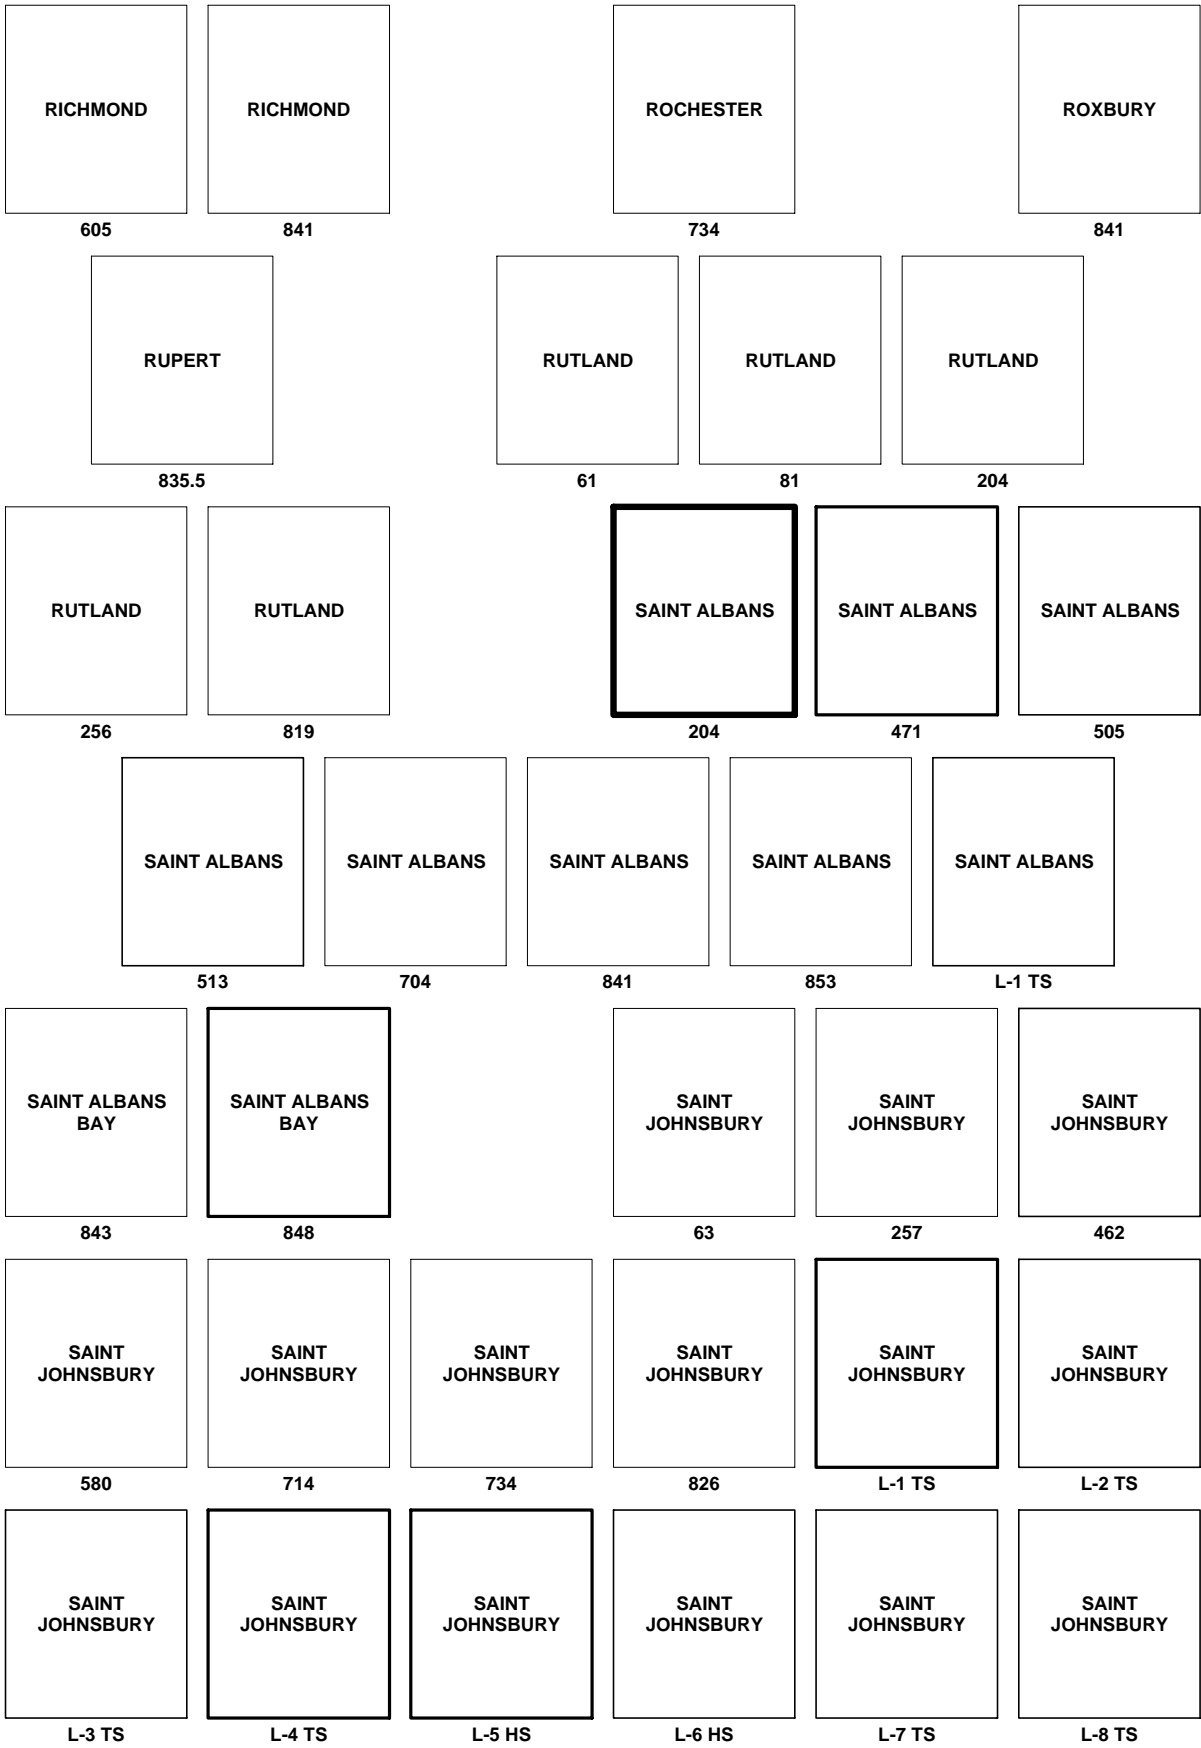 RICHMOND RICHMOND ROCHESTER ROXBURY
605 841 734 841
RUPERT RUTLAND RUTLAND RUTLAND
835.5 61 81 204
RUTLAND RUTLAND SAINT ALBANS SAINT ALBANS SAINT ALBANS
256 819 204 471 505
SAINT ALBANS SAINT ALBANS SAINT ALBANS SAINT ALBANS SAINT ALBANS
513 704 841 853 L-1 TS
SAINT ALBANS SAINT ALBANS SAINT SAINT SAINT
BAY BAY JOHNSBURY JOHNSBURY JOHNSBURY
843 848 63 257 462
SAINT SAINT SAINT SAINT SAINT SAINT
JOHNSBURY JOHNSBURY JOHNSBURY JOHNSBURY JOHNSBURY JOHNSBURY
580 714 734 826 L-1 TS L-2 TS
SAINT SAINT SAINT SAINT SAINT SAINT
JOHNSBURY JOHNSBURY JOHNSBURY JOHNSBURY JOHNSBURY JOHNSBURY
L-3 TS L-4 TS L-5 HS L-6 HS L-7 TS L-8 TS